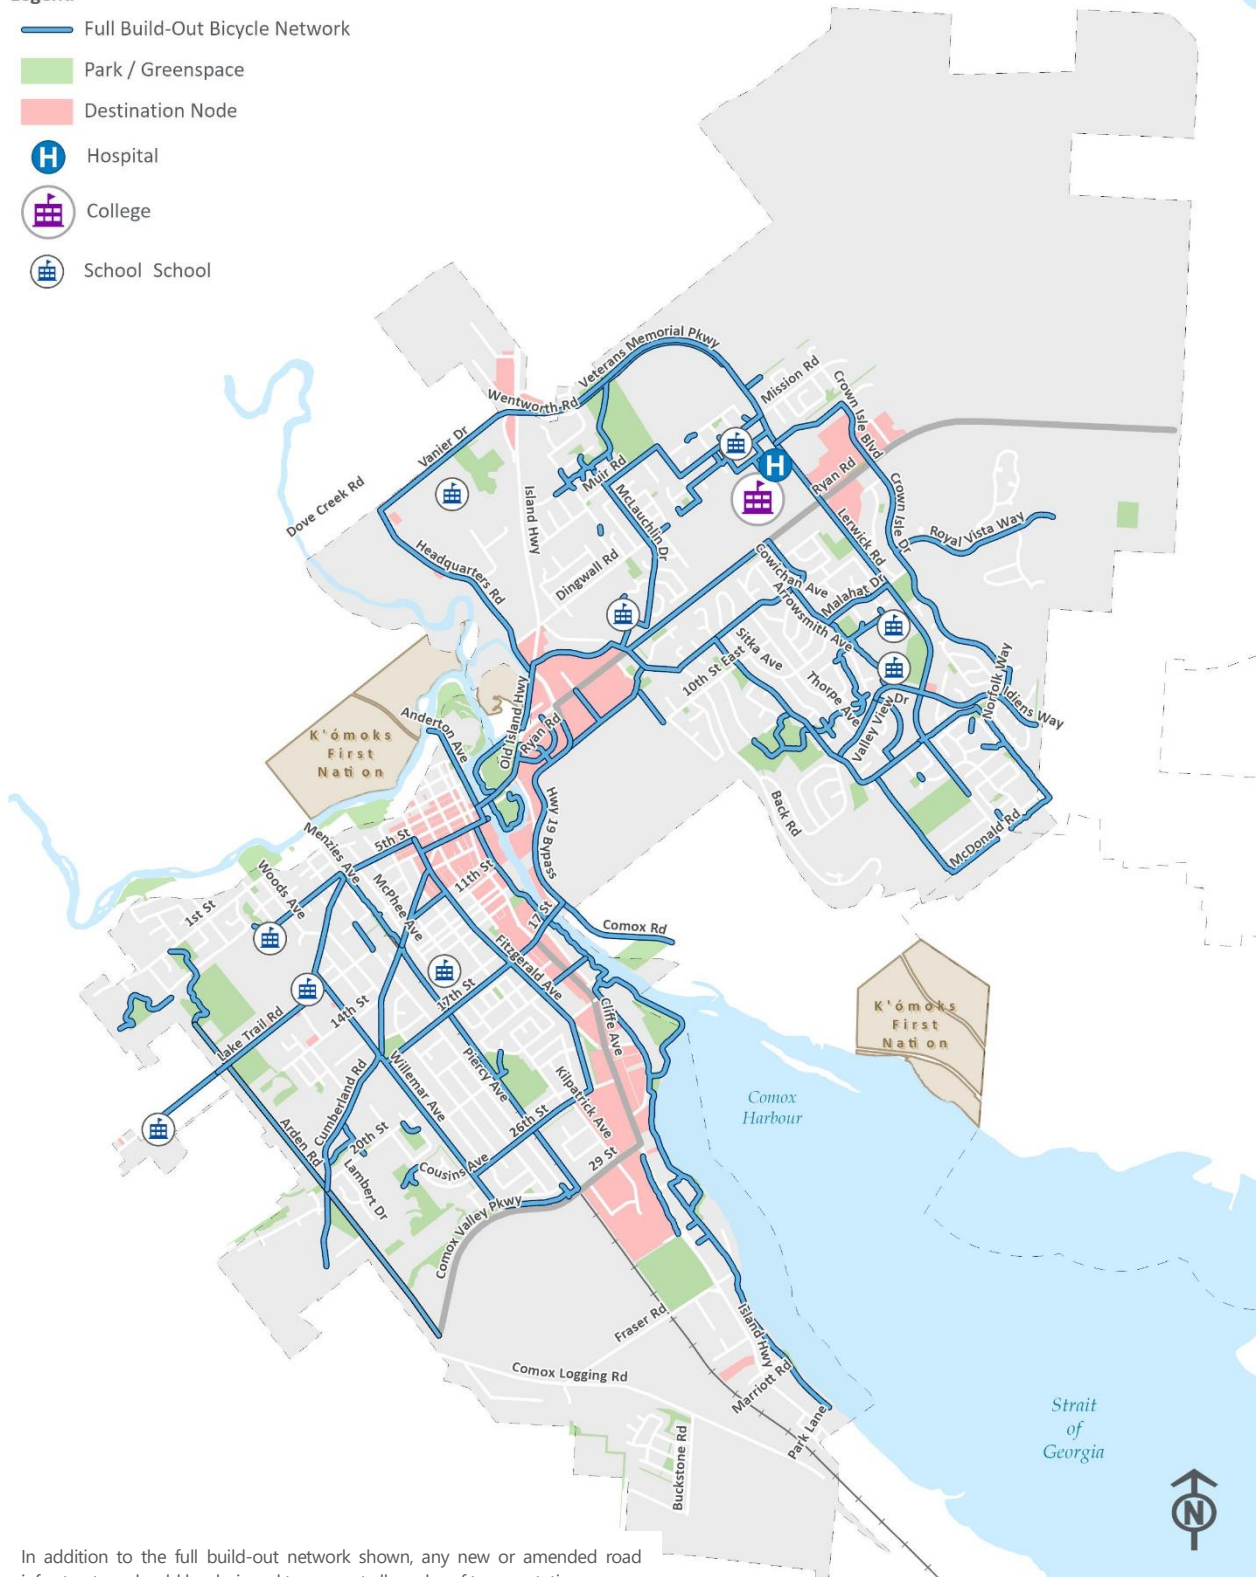 Full Build-Out Bicycle Network
Park / Greenspace
Destination Node
H
Hospital
College
School School
Veterans Memorial Pkwy
Mission Rd
Crown Isle Blvd
Wentworth Rd
Vanier Dr
Dove Creek Rd
Island Hwy
Muir Rd
McLauchlin Dr
H
Ryan Rd
Lerwick Rd
Crown Isle Dr
Royal Vista Way
Headquarters Rd
Dingwall Rd
Cowichan Ave
Malahat Dr
Arrowsmith Ave
Sitka Ave
10th St East
Thorpe Ave
Valley View Dr
Norfolk Way
Idiens Way
Old Island Hwy
Ryan Rd
Anderton Ave
K'ómoks
First
Nation
Hwy 19 Bypass
Back Rd
McDonald Rd
Menzies Ave
5th St
11th St
Woods Ave
McPhee Ave
1st St
17 St
Comox Rd
Fitzgerald Ave
17th St
14th St
Lake Trail Rd
Cliffe Ave
K'ómoks
First
Nation
Comox
Harbour
Cumberland Rd
Willemar Ave
Piercy Ave
Kilpatrick Ave
26th St
20th St
Arden Rd
Lambert Dr
Cousins Ave
29 St
Comox Valley Pkwy
Fraser Rd
Island Hwy
Comox Logging Rd
Marriott Rd
Park Lane
Buckstone Rd
Strait
of
Georgia
N
In addition to the full build-out network shown, any new or amended road